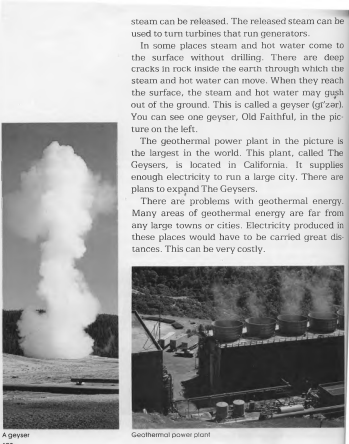 steam can be released. The released steam can be
used to turn turbines that run generators.
In some places steam and hot water come to
the surface without drilling. There are deep
cracks in rock inside the earth through which the
steam and hot water can move. When they reach
the surface, the steam and hot water may gush
out of the ground. This is called a geyser (gī′zər).
You can see one geyser, Old Faithful, in the pic-
ture on the left.
The geothermal power plant in the picture is
the largest in the world. This plant, called The
Geysers, is located in California. It supplies
enough electricity to run a large city. There are
plans to expand The Geysers.
There are problems with geothermal energy.
Many areas of geothermal energy are far from
any large towns or cities. Electricity produced in
these places would have to be carried great dis-
tances. This can be very costly.
A geyser
Geothermal power plant